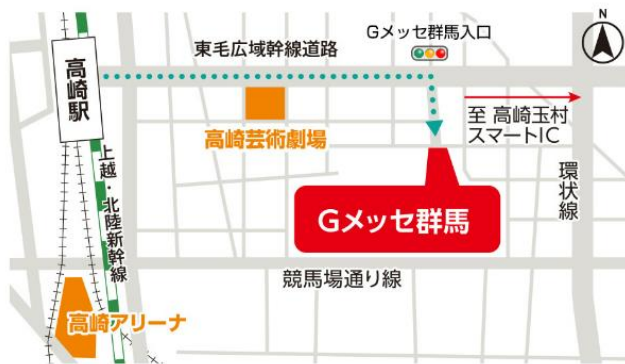 N
Gメッセ群馬入口
東毛広域幹線道路
高崎駅
至 高崎玉村
スマートIC
高崎芸術劇場
上越・北陸新幹線
環状線
Gメッセ群馬
競馬場通り線
高崎アリーナ